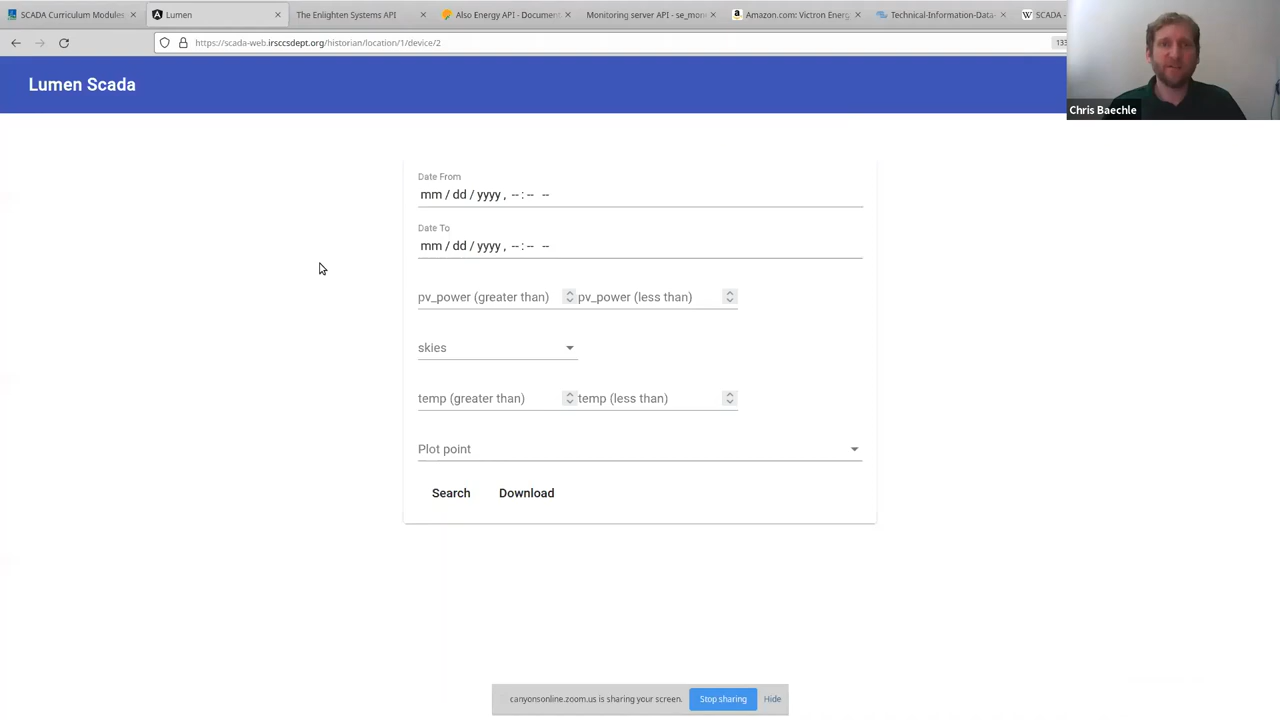 SCADA Curriculum Modules
Lumen
The Enlighten Systems API
Also Energy API - Document
Monitoring server API - se_mon
Amazon.com: Victron Energ
Technical-Information-Data-
SCADA -
https://scada-web.irsccsdept.org/historian/location/1/device/2
133
Lumen Scada
Chris Baechle
Date From
mm / dd / yyyy , -- : -- --
Date To
mm / dd / yyyy , -- : -- --
pv_power (greater than) pv_power (less than)
skies
temp (greater than) temp (less than)
Plot point
Search Download
canyonsonline.zoom.us is sharing your screen. Stop sharing Hide